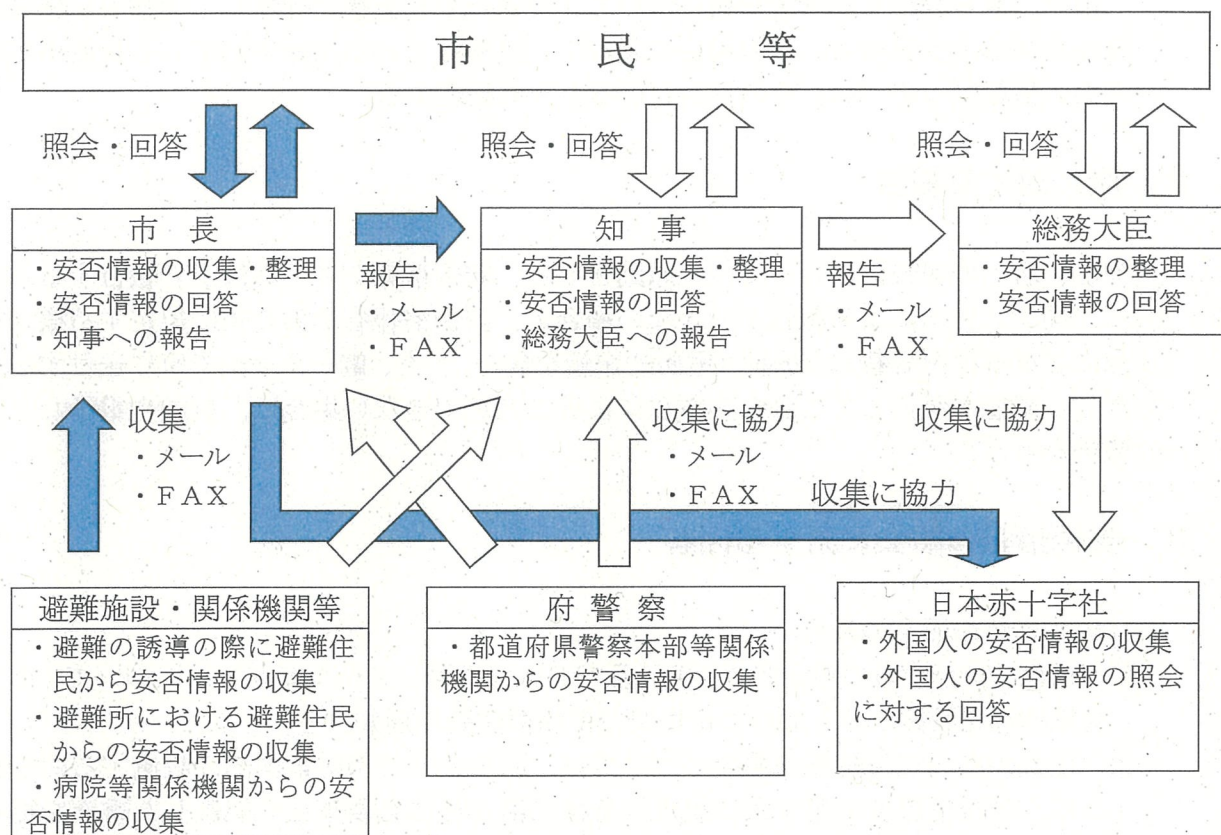 市民等
照会・回答
照会・回答
照会・回答
市長
・安否情報の収集・整理
・安否情報の回答
・知事への報告
報告
・メール
・ＦＡＸ
知事
・安否情報の収集・整理
・安否情報の回答
・総務大臣への報告
報告
・メール
・ＦＡＸ
総務大臣
・安否情報の整理
・安否情報の回答
収集
・メール
・ＦＡＸ
収集に協力
・メール
・ＦＡＸ
収集に協力
収集に協力
避難施設・関係機関等
・避難の誘導の際に避難住
民から安否情報の収集
・避難所における避難住民
からの安否情報の収集
・病院等関係機関からの安
否情報の収集
府警察
・都道府県警察本部等関係
機関からの安否情報の収集
日本赤十字社
・外国人の安否情報の収集
・外国人の安否情報の照会
に対する回答